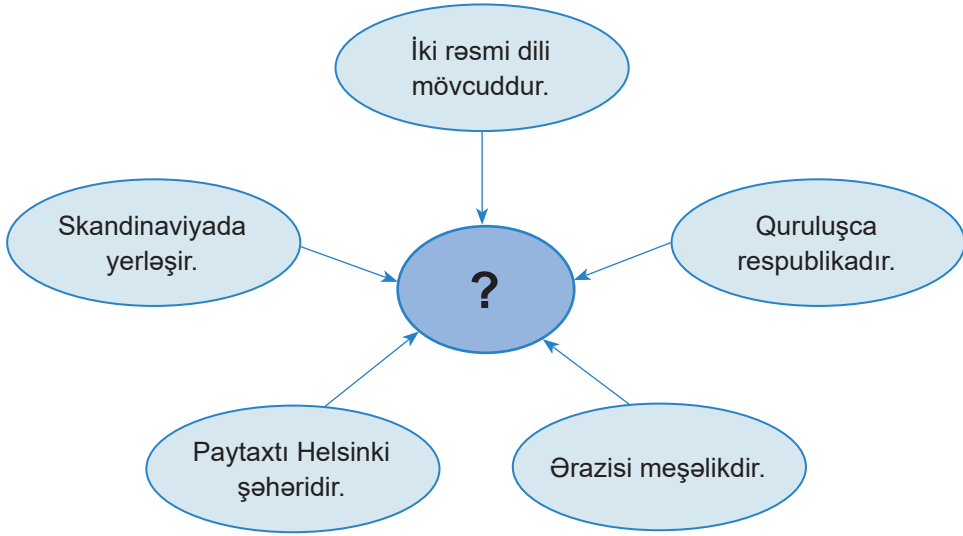 İki rəsmi dili
mövcuddur.
Skandinaviyada
yerləşir.
Quruluşca
respublikadır.
?
Paytaxtı Helsinki
şəhəridir.
Ərazisi meşəlikdir.